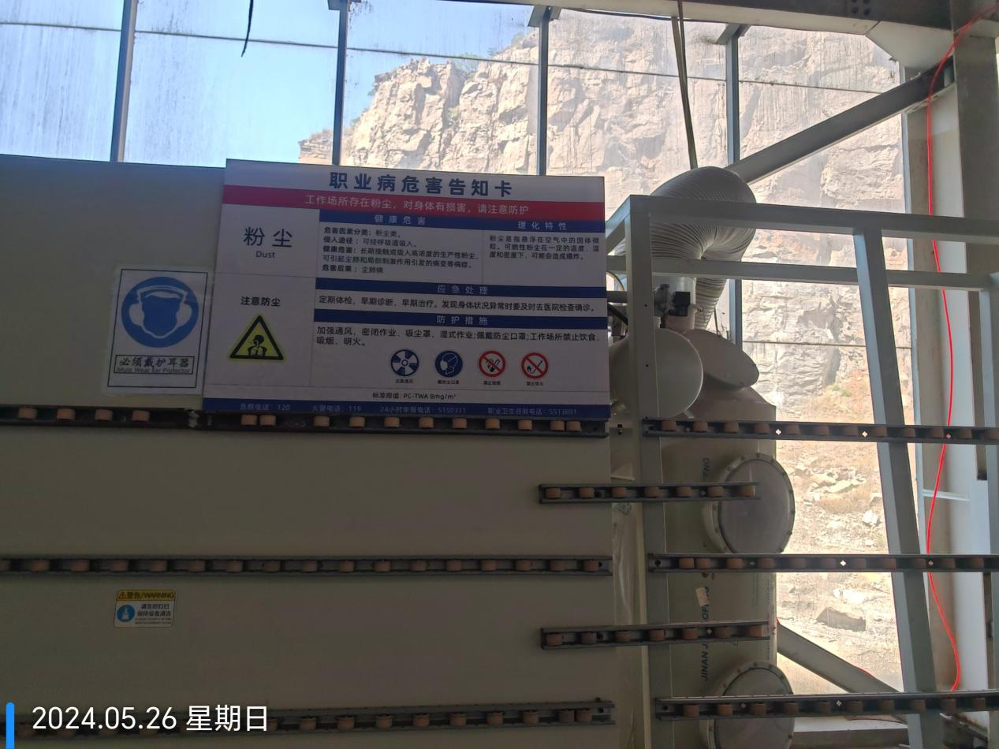 职业病危害告知卡
工作场所存在粉尘，对身体有损害，请注意防护
粉尘
Dust
注意防尘
健康危害
危害因素分类：粉尘类。
侵入途径：可经呼吸道吸入。
健康危害：长期接触或吸入高浓度的生产性粉尘，
可引起尘肺和局部刺激作用引发的病变等病症。
危害后果：尘肺病
理化特性
粉尘是指悬浮在空气中的固体微
粒。可燃性粉尘在一定的温度、湿
度和密度下，可能会造成爆炸。
应急处理
定期体检，早期诊断，早期治疗。发现身体状况异常时要及时去医院检查确诊。
防护措施
加强通风，密闭作业、吸尘罩，湿式作业;佩戴防尘口罩;工作场所禁止饮食、
吸烟、明火。
注意通风
戴防尘口罩
禁止吸烟
标准限值: PC-TWA 8mg/m³
急救电话：120 火警电话：119 24小时举报电话：5150311 职业卫生咨询电话：5513891
必须戴护耳器
Must Wear Ear Protector
警告/WARNING
请及时打扫
保持设备清洁
JINAN
2024.05.26 星期日